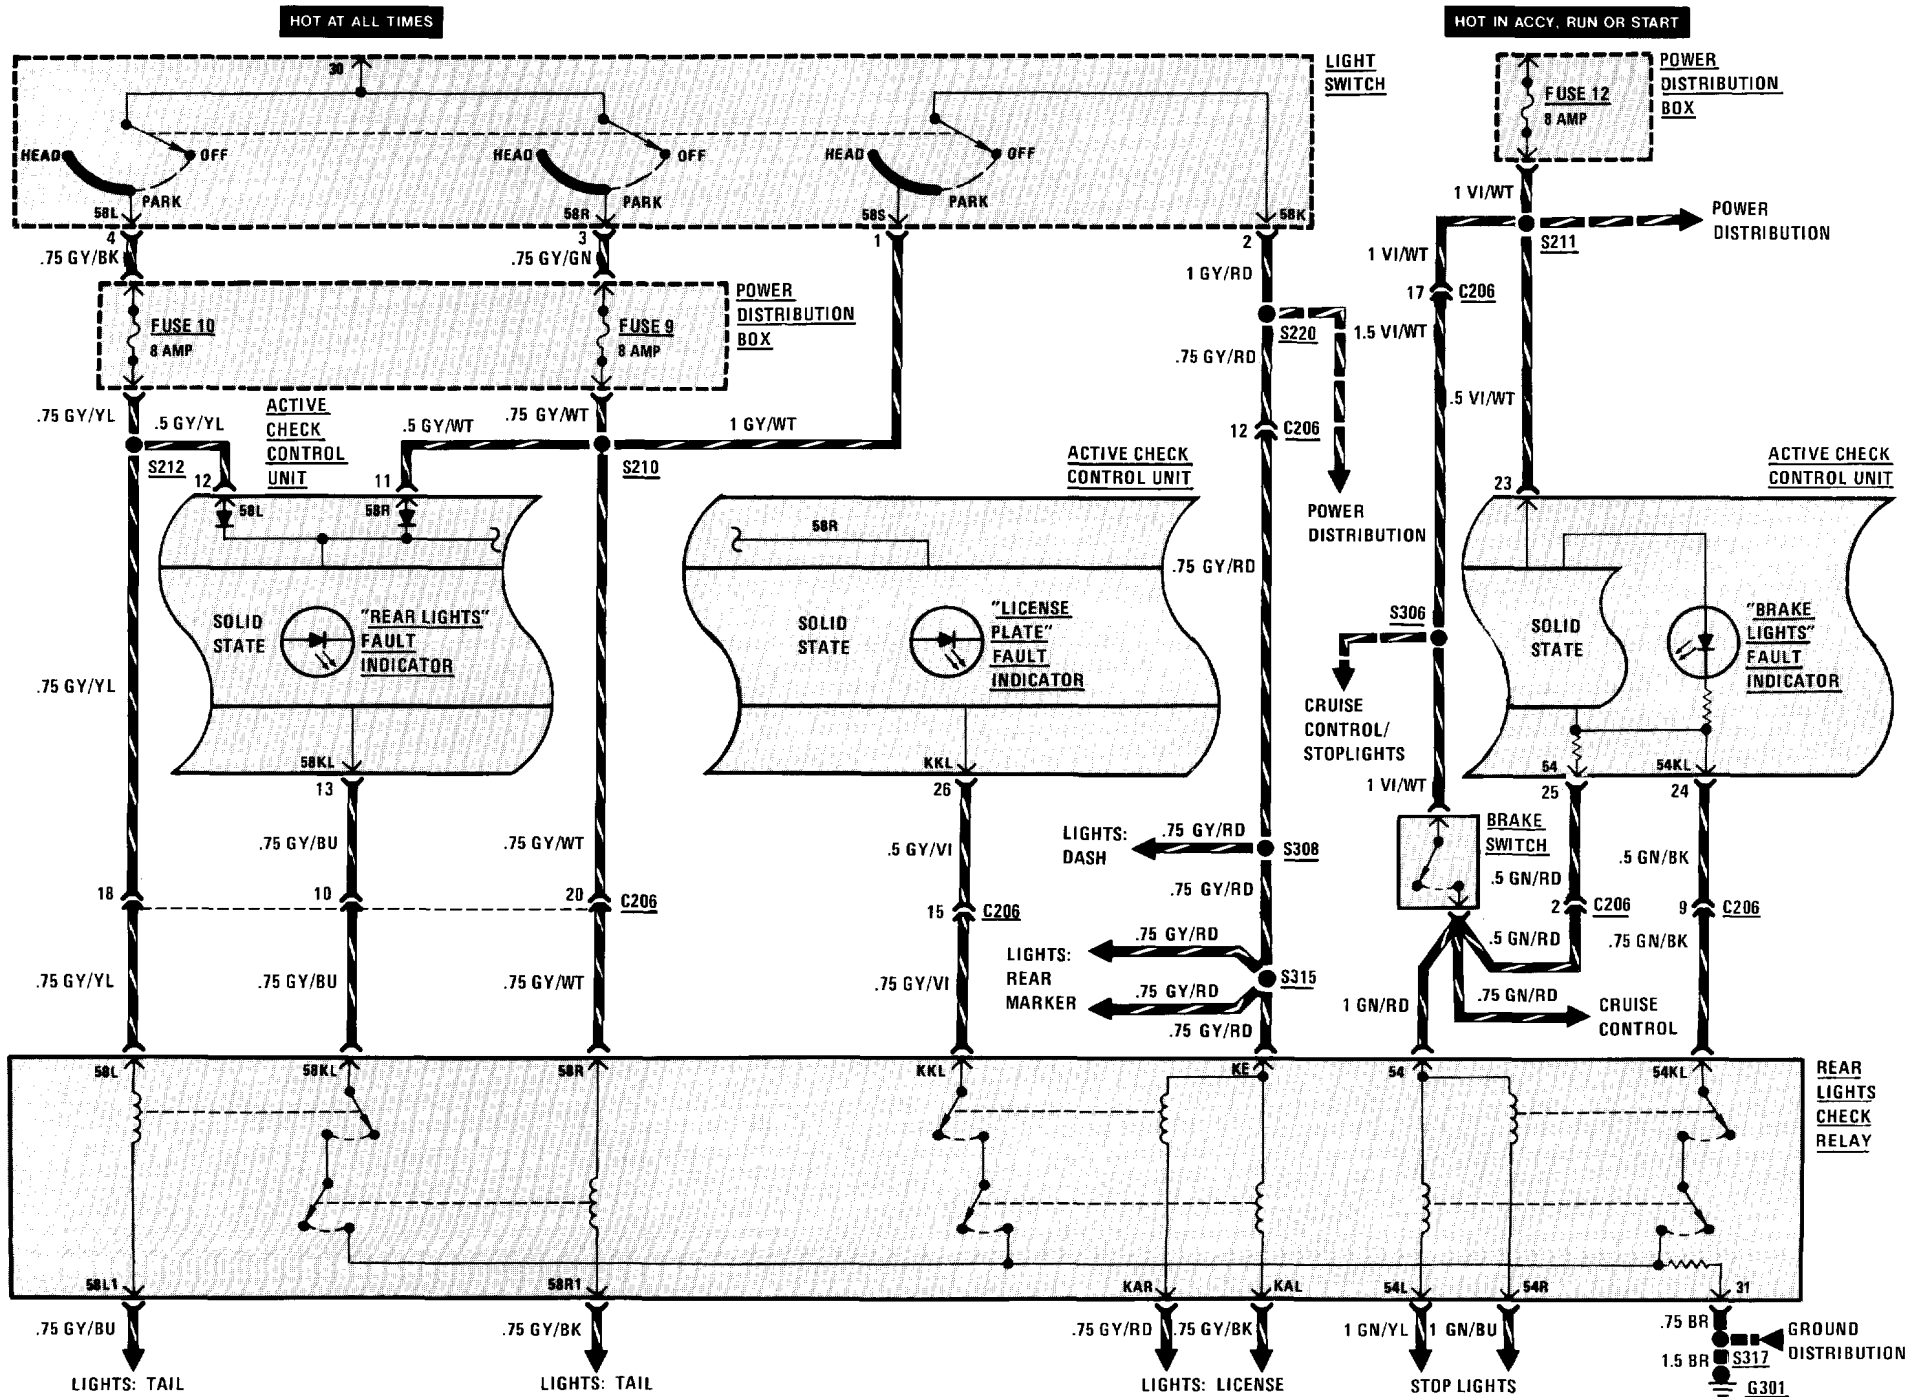 HOT AT ALL TIMES
HOT IN ACCY, RUN OR START
30
LIGHT
SWITCH
FUSE 12
8 AMP
POWER
DISTRIBUTION
BOX
HEAD
OFF
PARK
HEAD
OFF
PARK
HEAD
OFF
PARK
58L
58R
58S
58K
4
3
1
2
.75 GY/BK
.75 GY/GN
1 GY/RD
1 VI/WT
S211
POWER
DISTRIBUTION
1 VI/WT
17
C206
1.5 VI/WT
.5 VI/WT
FUSE 10
8 AMP
FUSE 9
8 AMP
POWER
DISTRIBUTION
BOX
S220
.75 GY/RD
12
C206
POWER
DISTRIBUTION
.75 GY/YL
.5 GY/YL
ACTIVE
CHECK
CONTROL
UNIT
.5 GY/WT
.75 GY/WT
1 GY/WT
S212
12
11
S210
ACTIVE CHECK
CONTROL UNIT
ACTIVE CHECK
CONTROL UNIT
23
58L
58R
58R
.75 GY/RD
SOLID
STATE
"REAR LIGHTS"
FAULT
INDICATOR
SOLID
STATE
"LICENSE
PLATE"
FAULT
INDICATOR
S306
SOLID
STATE
"BRAKE
LIGHTS"
FAULT
INDICATOR
.75 GY/YL
CRUISE
CONTROL/
STOPLIGHTS
58KL
KKL
54
54KL
13
26
1 VI/WT
25
24
.75 GY/BU
.75 GY/WT
.5 GY/VI
LIGHTS:
DASH
.75 GY/RD
S308
BRAKE
SWITCH
.5 GN/RD
.5 GN/BK
.75 GY/RD
18
10
20
C206
15
C206
2
C206
9
C206
LIGHTS:
REAR
MARKER
.75 GY/RD
.75 GY/RD
S315
.5 GN/RD
.75 GN/BK
.75 GY/YL
.75 GY/BU
.75 GY/WT
.75 GY/VI
.75 GY/RD
1 GN/RD
.75 GN/RD
CRUISE
CONTROL
58L
58KL
58R
KKL
KE
54
54KL
REAR
LIGHTS
CHECK
RELAY
58L1
58R1
KAR
KAL
54L
54R
31
.75 GY/BU
.75 GY/BK
.75 GY/RD
.75 GY/BK
1 GN/YL
1 GN/BU
.75 BR
GROUND
DISTRIBUTION
1.5 BR
S317
G301
LIGHTS: TAIL
LIGHTS: TAIL
LIGHTS: LICENSE
STOP LIGHTS